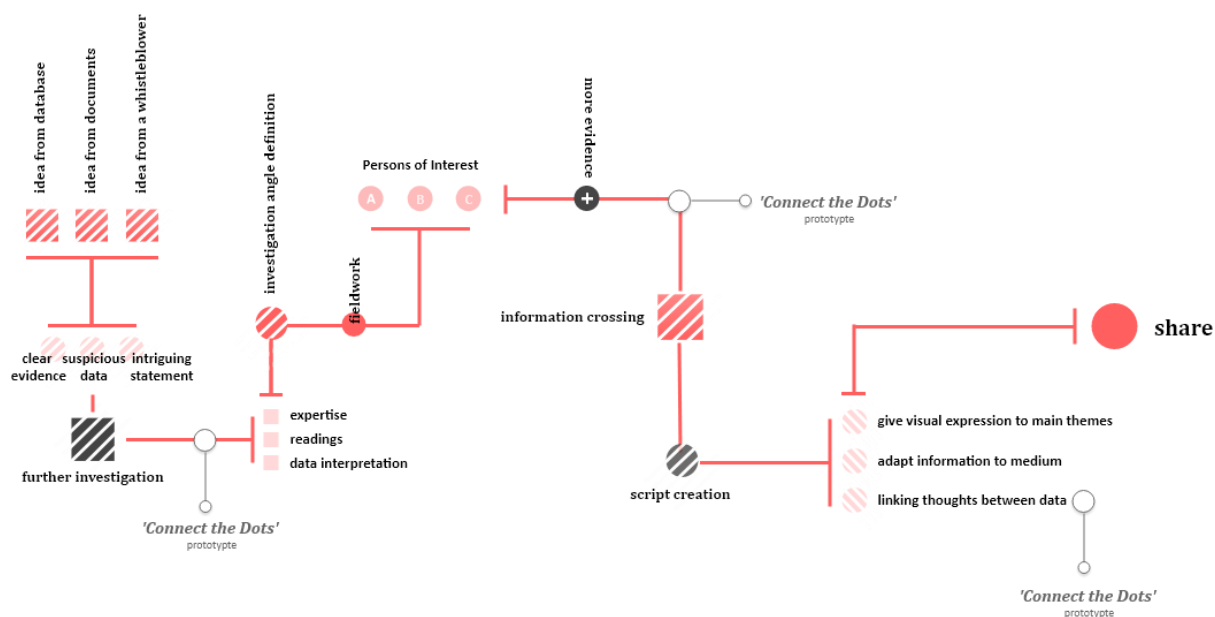 idea from database
idea from documents
idea from a whistleblower
clear
evidence
suspicious
data
intriguing
statement
further investigation
'Connect the Dots'
prototypte
investigation angle definition
expertise
readings
data interpretation
fieldwork
Persons of Interest
A
B
C
more evidence
+
'Connect the Dots'
prototypte
information crossing
script creation
give visual expression to main themes
adapt information to medium
linking thoughts between data
'Connect the Dots'
prototypte
share